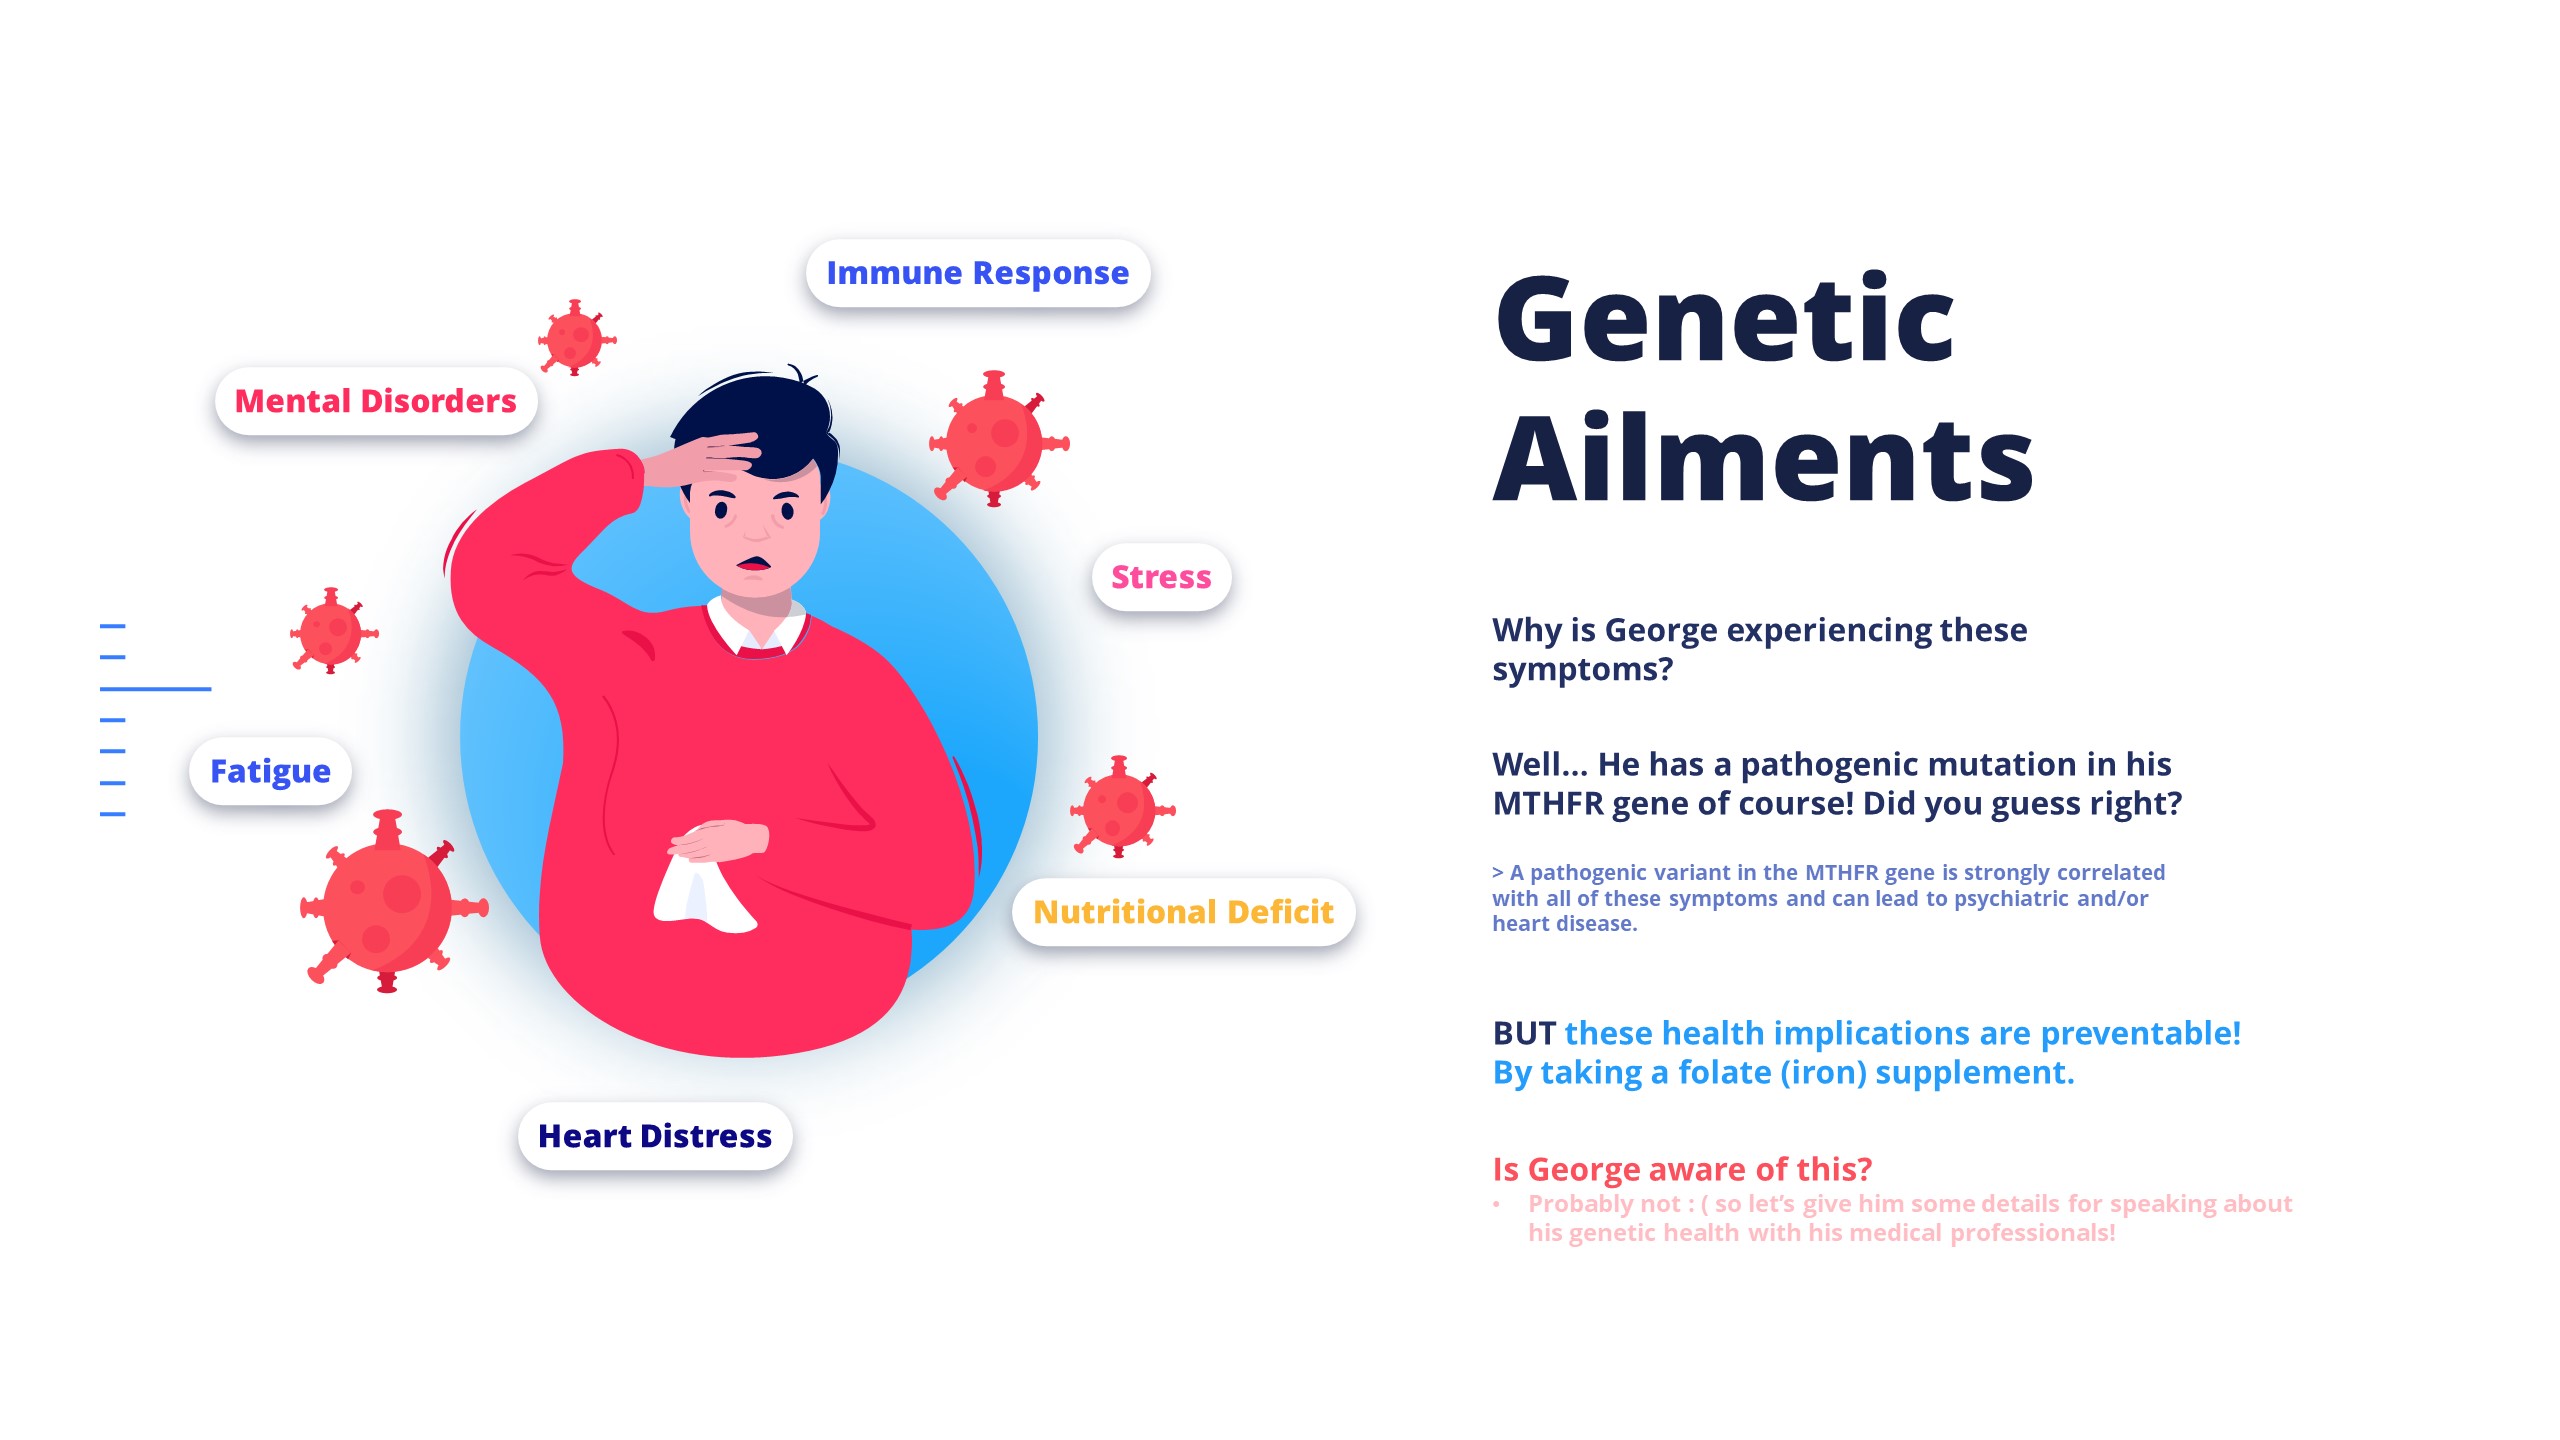 Immune Response
Mental Disorders
Stress
Fatigue
Nutritional Deficit
Heart Distress
Genetic
Ailments
Why is George experiencing these
symptoms?
Well... He has a pathogenic mutation in his
MTHFR gene of course! Did you guess right?
> A pathogenic variant in the MTHFR gene is strongly correlated
with all of these symptoms and can lead to psychiatric and/or
heart disease.
BUT these health implications are preventable!
By taking a folate (iron) supplement.
Is George aware of this?
• Probably not : ( so let’s give him some details for speaking about
his genetic health with his medical professionals!